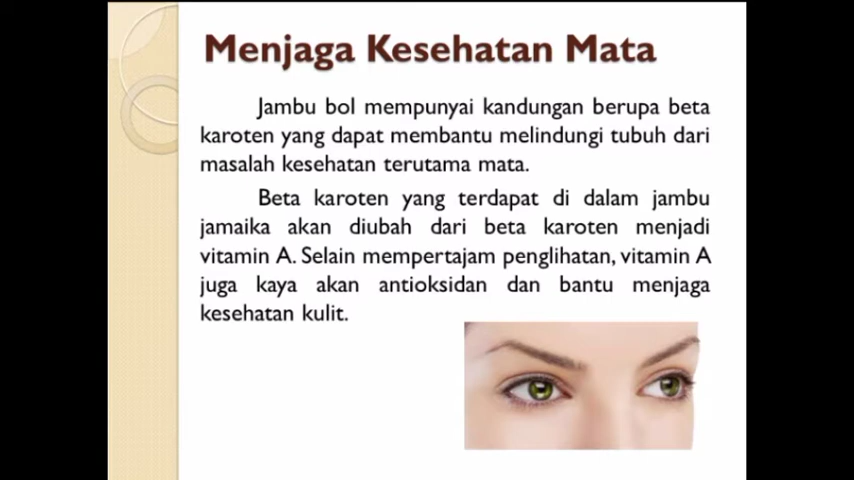 Menjaga Kesehatan Mata
Jambu bol mempunyai kandungan berupa beta
karoten yang dapat membantu melindungi tubuh dari
masalah kesehatan terutama mata.
Beta karoten yang terdapat di dalam jambu
jamaika akan diubah dari beta karoten menjadi
vitamin A. Selain mempertajam penglihatan, vitamin A
juga kaya akan antioksidan dan bantu menjaga
kesehatan kulit.